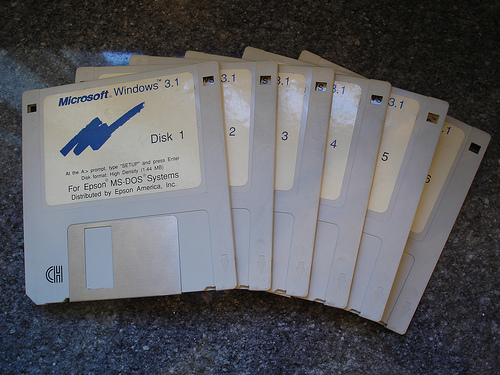 Microsoft Windows™ 3.1
Disk 1
At the A> prompt, type "SETUP" and press Enter
Disk format: High Density (1.44 MB)
For Epson® MS-DOS® Systems
Distributed by Epson America, Inc.
3.1
2
3.1
3
3.1
4
3.1
5
.1
6